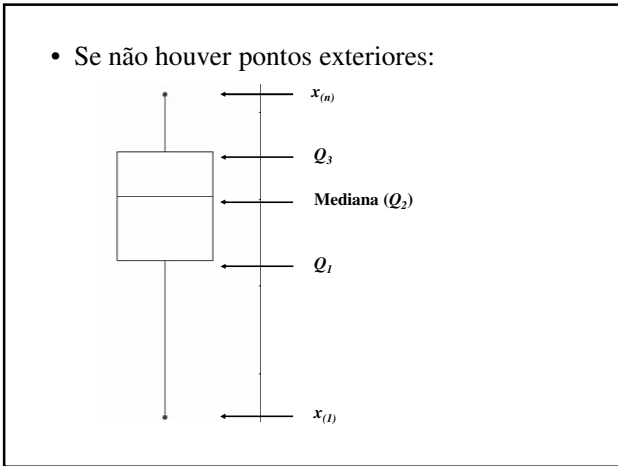 • Se não houver pontos exteriores:
x(n)
Q3
Mediana (Q2)
Q1
x(1)